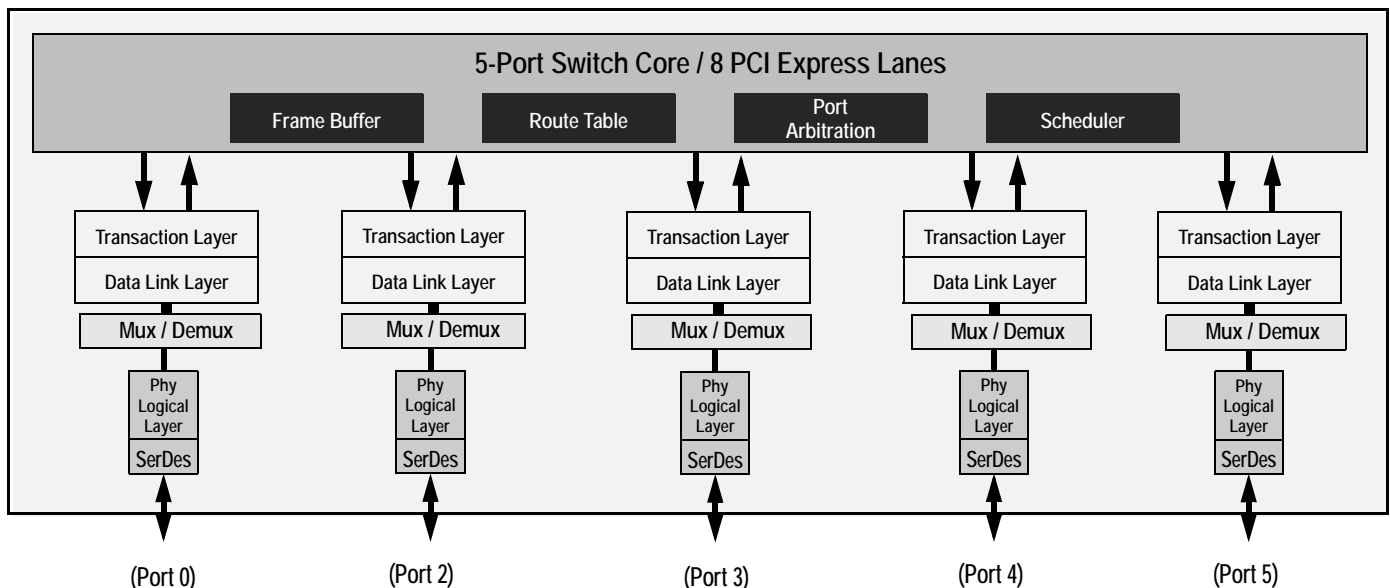 5-Port Switch Core / 8 PCI Express Lanes
Frame Buffer
Route Table
Port
Arbitration
Scheduler
Transaction Layer
Transaction Layer
Transaction Layer
Transaction Layer
Transaction Layer
Data Link Layer
Data Link Layer
Data Link Layer
Data Link Layer
Data Link Layer
Mux / Demux
Mux / Demux
Mux / Demux
Mux / Demux
Mux / Demux
Phy
Logical
Layer
Phy
Logical
Layer
Phy
Logical
Layer
Phy
Logical
Layer
Phy
Logical
Layer
SerDes
SerDes
SerDes
SerDes
SerDes
(Port 0)
(Port 2)
(Port 3)
(Port 4)
(Port 5)